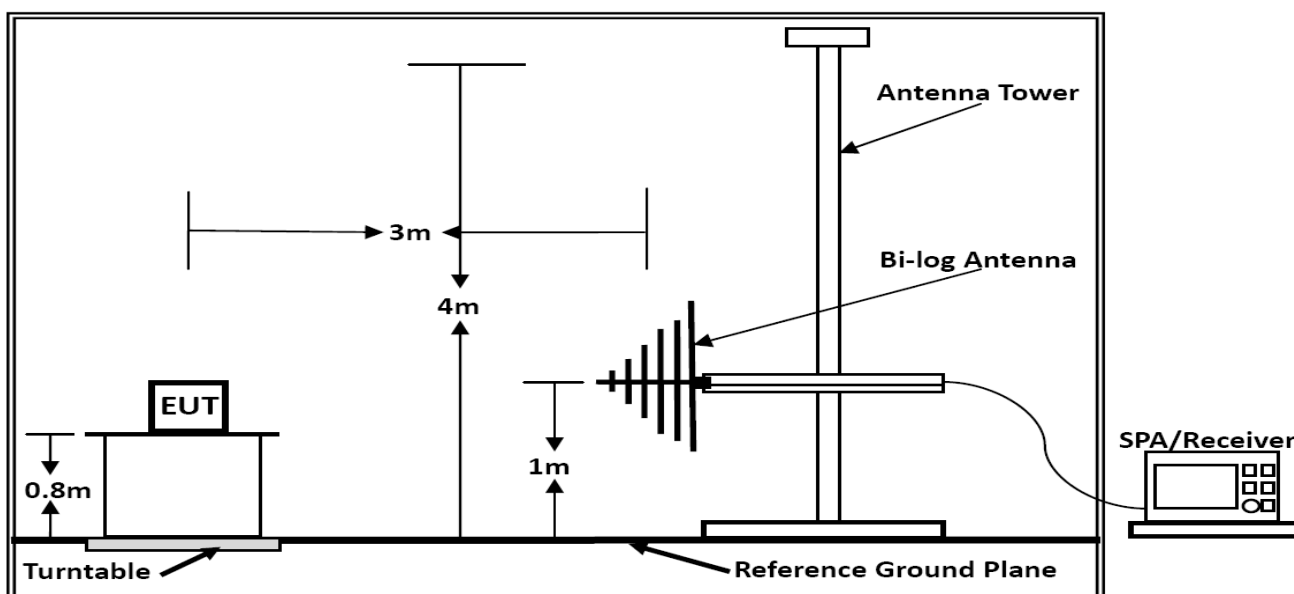 Antenna Tower
3m
Bi-log Antenna
4m
EUT
SPA/Receiver
1m
0.8m
Turntable
Reference Ground Plane